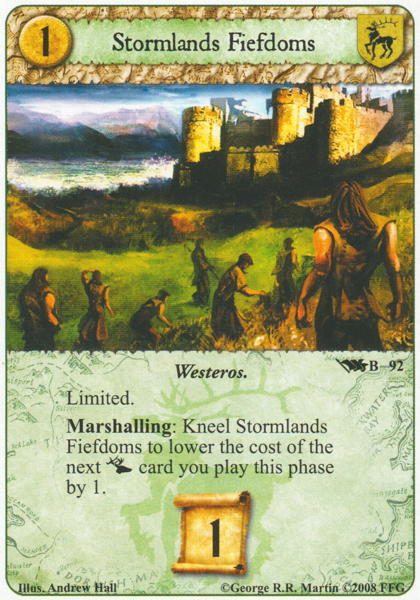 1
Stormlands Fiefdoms
Westeros.
B 92
Limited.
Marshalling: Kneel Stormlands
Fiefdoms to lower the cost of the
next card you play this phase
by 1.
1
Illus. Andrew Hall
©George R.R. Martin ©2008 FFG